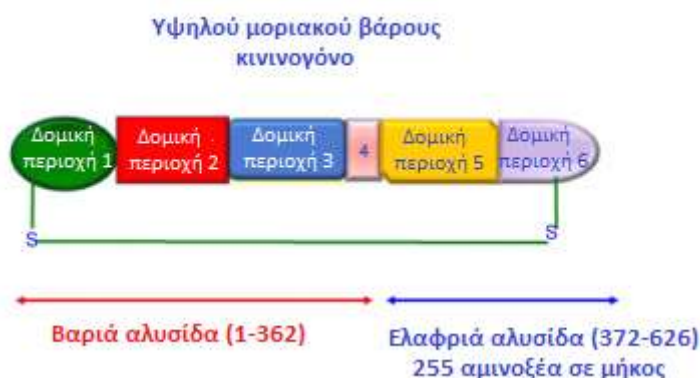 Υψηλού μοριακού βάρους
κινινογόνο
Δομική
περιοχή 1
Δομική
περιοχή 2
Δομική
περιοχή 3
4
Δομική
περιοχή 5
Δομική
περιοχή 6
S
S
Βαριά αλυσίδα (1-362)
Ελαφριά αλυσίδα (372-626)
255 αμινοξέα σε μήκος